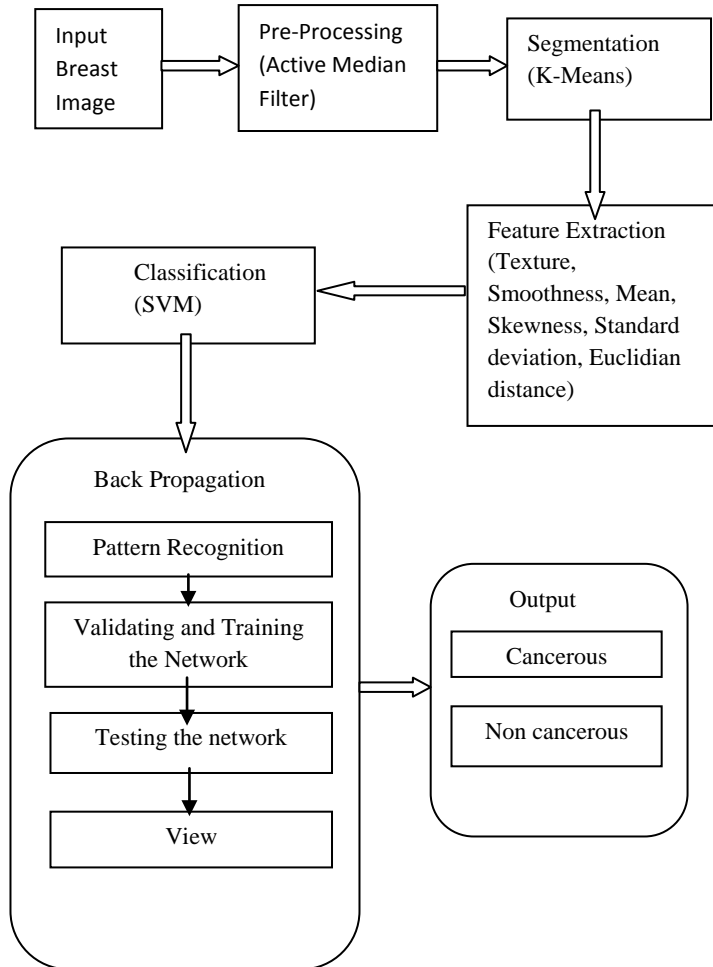 Input
Breast
Image
Pre-Processing
(Active Median
Filter)
Segmentation
(K-Means)
Feature Extraction
(Texture,
Smoothness, Mean,
Skewness, Standard
deviation, Euclidian
distance)
Classification
(SVM)
Back Propagation
Pattern Recognition
Validating and Training
the Network
Testing the network
View
Output
Cancerous
Non cancerous